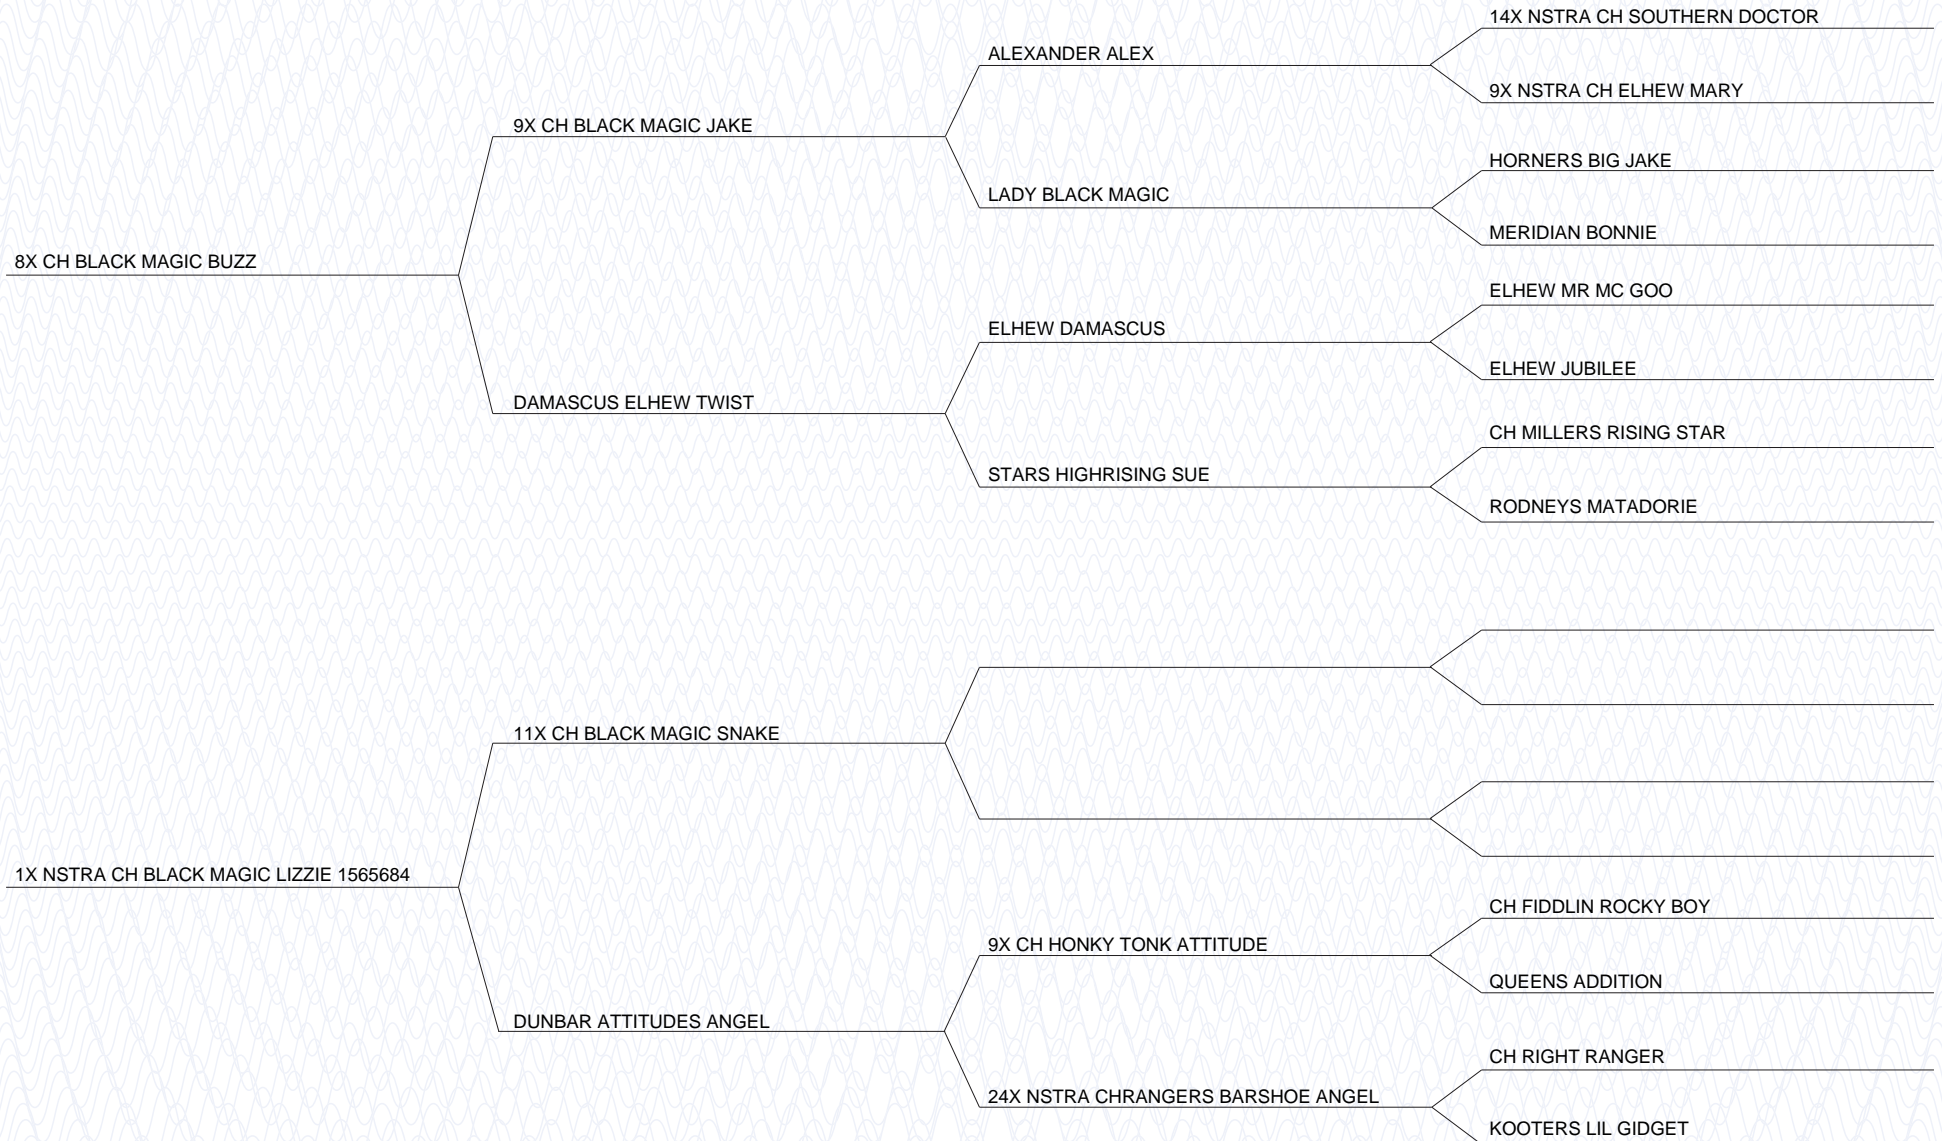 14X NSTRA CH SOUTHERN DOCTOR
ALEXANDER ALEX
9X NSTRA CH ELHEW MARY
9X CH BLACK MAGIC JAKE
HORNERS BIG JAKE
LADY BLACK MAGIC
MERIDIAN BONNIE
8X CH BLACK MAGIC BUZZ
ELHEW MR MC GOO
ELHEW DAMASCUS
ELHEW JUBILEE
DAMASCUS ELHEW TWIST
CH MILLERS RISING STAR
STARS HIGHRISING SUE
RODNEYS MATADORIE
11X CH BLACK MAGIC SNAKE
1X NSTRA CH BLACK MAGIC LIZZIE 1565684
CH FIDDLIN ROCKY BOY
9X CH HONKY TONK ATTITUDE
QUEENS ADDITION
DUNBAR ATTITUDES ANGEL
CH RIGHT RANGER
24X NSTRA CHRANGERS BARSHOE ANGEL
KOOTERS LIL GIDGET